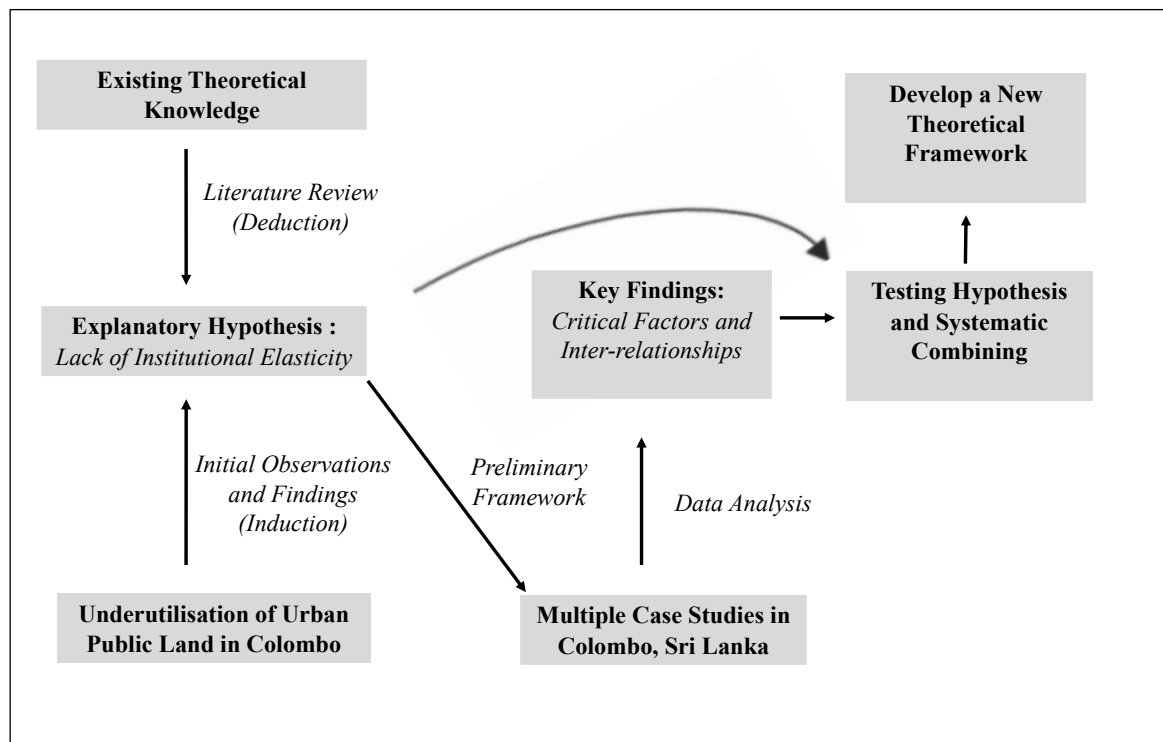 Existing Theoretical
Knowledge
Literature Review
(Deduction)
Explanatory Hypothesis :
Lack of Institutional Elasticity
Initial Observations
and Findings
(Induction)
Underutilisation of Urban
Public Land in Colombo
Preliminary
Framework
Multiple Case Studies in
Colombo, Sri Lanka
Data Analysis
Key Findings:
Critical Factors and
Inter-relationships
Testing Hypothesis
and Systematic
Combining
Develop a New
Theoretical
Framework